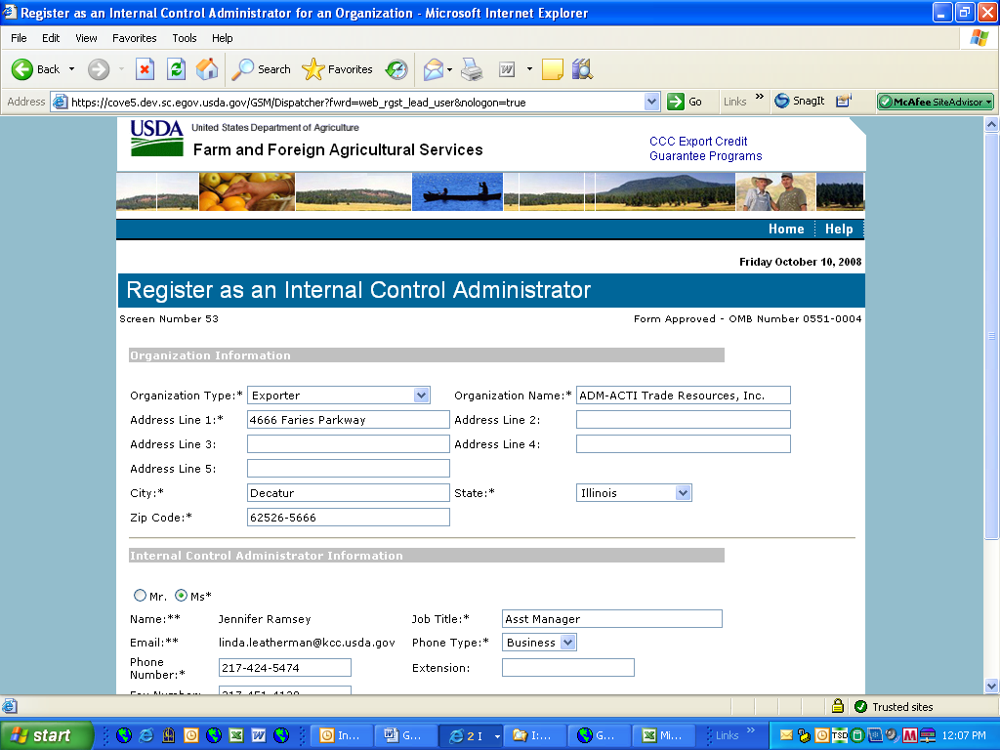 Register as an Internal Control Administrator for an Organization - Microsoft Internet Explorer
File Edit View Favorites Tools Help
Back Search Favorites
Address https://cove5.dev.sc.egov.usda.gov/GSM/Dispatcher?fwrd=web_rgst_lead_user&nologon=true Go Links » SnagIt McAfee SiteAdvisor
USDA United States Department of Agriculture
Farm and Foreign Agricultural Services
CCC Export Credit
Guarantee Programs
Home Help
Friday October 10, 2008
Register as an Internal Control Administrator
Screen Number 53 Form Approved - OMB Number 0551-0004
Organization Information
Organization Type:* Exporter Organization Name:* ADM-ACTI Trade Resources, Inc.
Address Line 1:* 4666 Faries Parkway Address Line 2:
Address Line 3: Address Line 4:
Address Line 5:
City:* Decatur State:* Illinois
Zip Code:* 62526-5666
Internal Control Administrator Information
Mr. Ms*
Name:** Jennifer Ramsey Job Title:* Asst Manager
Email:** linda.leatherman@kcc.usda.gov Phone Type:* Business
Phone
Number:* 217-424-5474 Extension:
Fax Number: 217-451-4129
Trusted sites
start In... G... 2 I I:... G... Mi... Links » TSD 12:07 PM